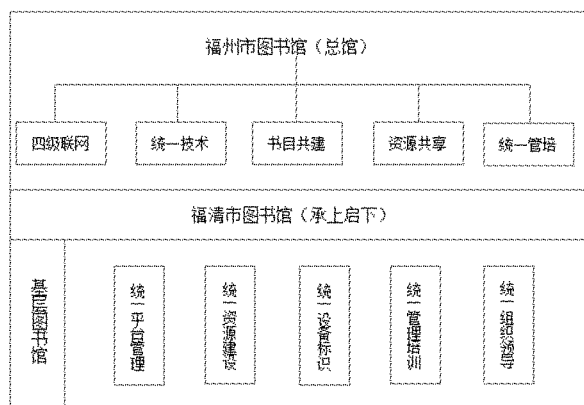 福州市图书馆（总馆）
四级联网
统一技术
书目共建
资源共享
统一管培
福清市图书馆（承上启下）
基层图书馆
统一平台管理
统一资源建设
统一设备标识
统一管理培训
统一组织领导